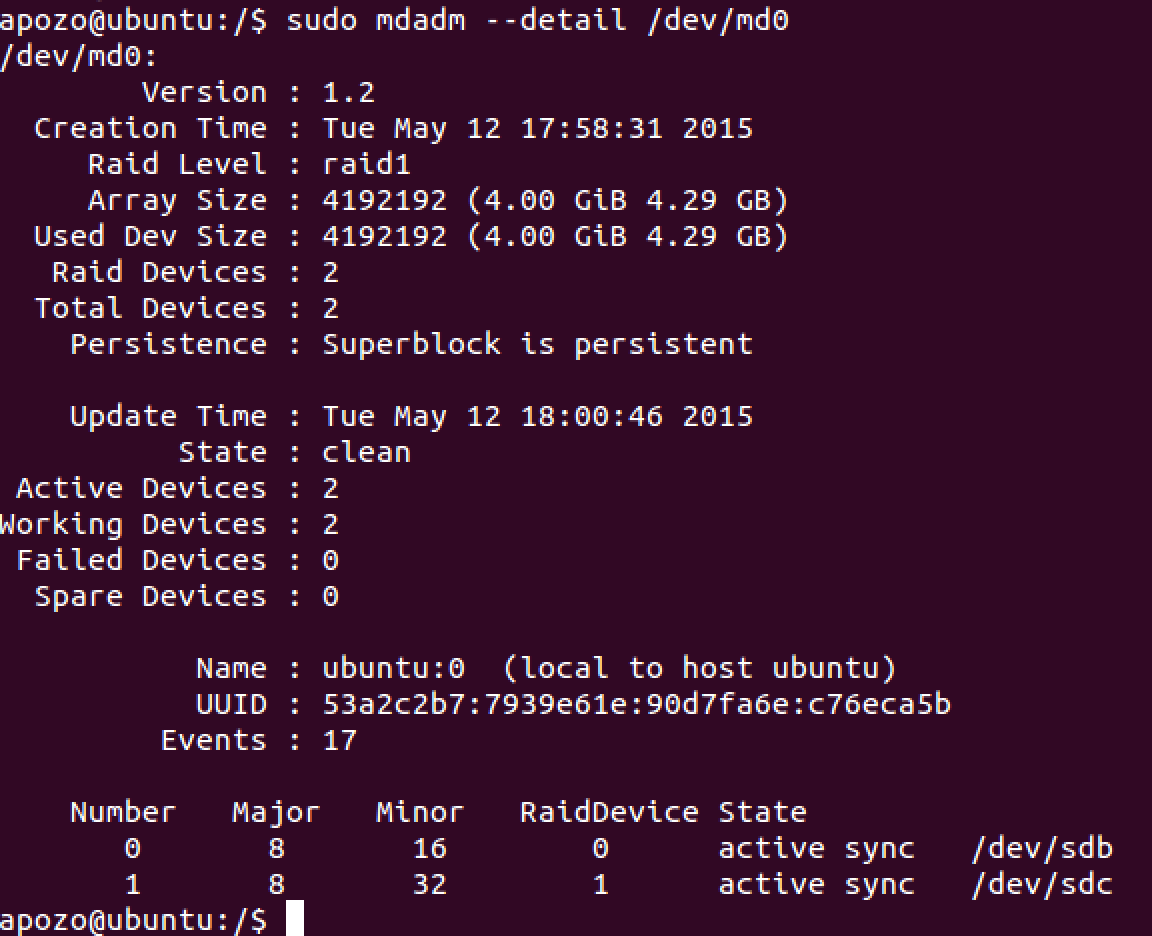 apozo@ubuntu:/$ sudo mdadm --detail /dev/md0
/dev/md0:
        Version : 1.2
  Creation Time : Tue May 12 17:58:31 2015
     Raid Level : raid1
     Array Size : 4192192 (4.00 GiB 4.29 GB)
  Used Dev Size : 4192192 (4.00 GiB 4.29 GB)
   Raid Devices : 2
  Total Devices : 2
    Persistence : Superblock is persistent

    Update Time : Tue May 12 18:00:46 2015
          State : clean
 Active Devices : 2
Working Devices : 2
 Failed Devices : 0
  Spare Devices : 0

           Name : ubuntu:0  (local to host ubuntu)
           UUID : 53a2c2b7:7939e61e:90d7fa6e:c76eca5b
         Events : 17

    Number   Major   Minor   RaidDevice State
       0       8       16        0      active sync   /dev/sdb
       1       8       32        1      active sync   /dev/sdc
apozo@ubuntu:/$